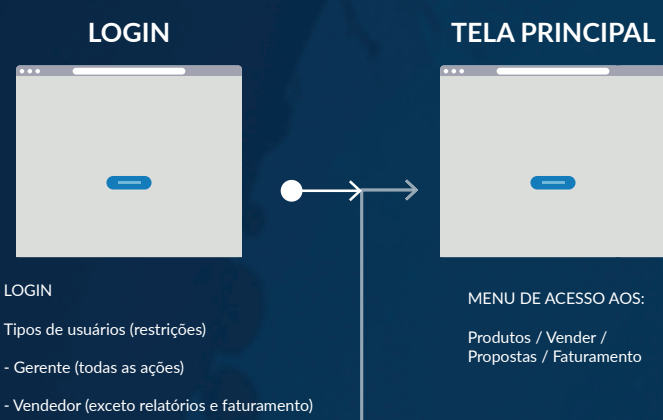 LOGIN
TELA PRINCIPAL
LOGIN
Tipos de usuários (restrições)
- Gerente (todas as ações)
- Vendedor (exceto relatórios e faturamento)
MENU DE ACESSO AOS:
Produtos / Vender /
Propostas / Faturamento